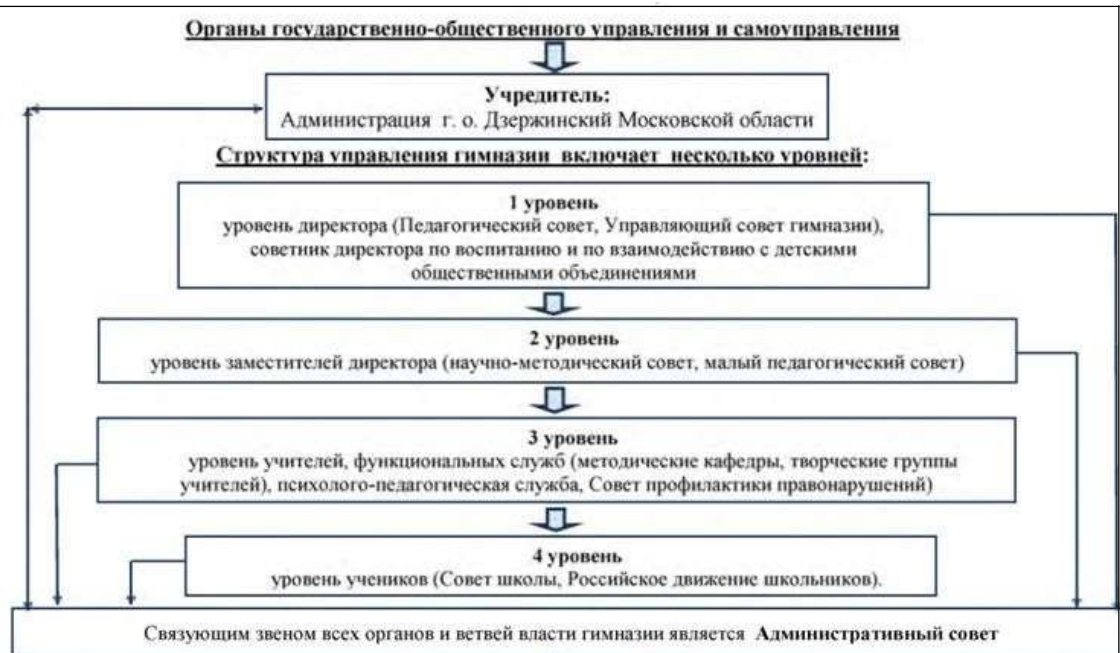 Органы государственно-общественного управления и самоуправления
Учредитель:
Администрация г. о. Дзержинский Московской области
Структура управления гимназии включает несколько уровней:
1 уровень
уровень директора (Педагогический совет, Управляющий совет гимназии),
советник директора по воспитанию и по взаимодействию с детскими
общественными объединениями
2 уровень
уровень заместителей директора (научно-методический совет, малый педагогический совет)
3 уровень
уровень учителей, функциональных служб (методические кафедры, творческие группы
учителей), психолого-педагогическая служба, Совет профилактики правонарушений)
4 уровень
уровень учеников (Совет школы, Российское движение школьников).
Связующим звеном всех органов и ветвей власти гимназии является Административный совет